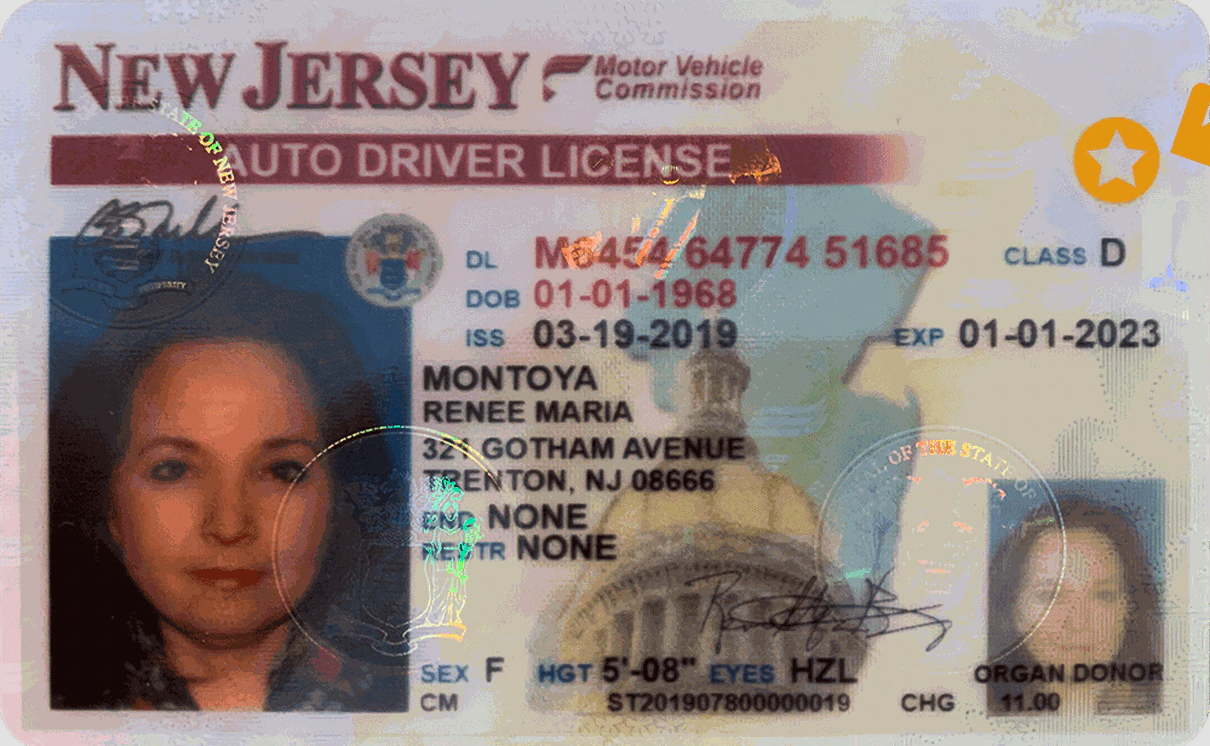 NEW JERSEY Motor Vehicle
Commission
AUTO DRIVER LICENSE
STATE OF NEW JERSEY
DL M6454 64774 51685 CLASS D
DOB 01-01-1968
ISS 03-19-2019 EXP 01-01-2023
MONTOYA
RENEE MARIA
GOTHAM AVENUE
TRENTON, NJ 08666
END NONE
RESTR NONE
OF THE STATE OF
SEX F HGT 5'-08" EYES HZL ORGAN DONOR
CM ST201907800000019 CHG 11.00